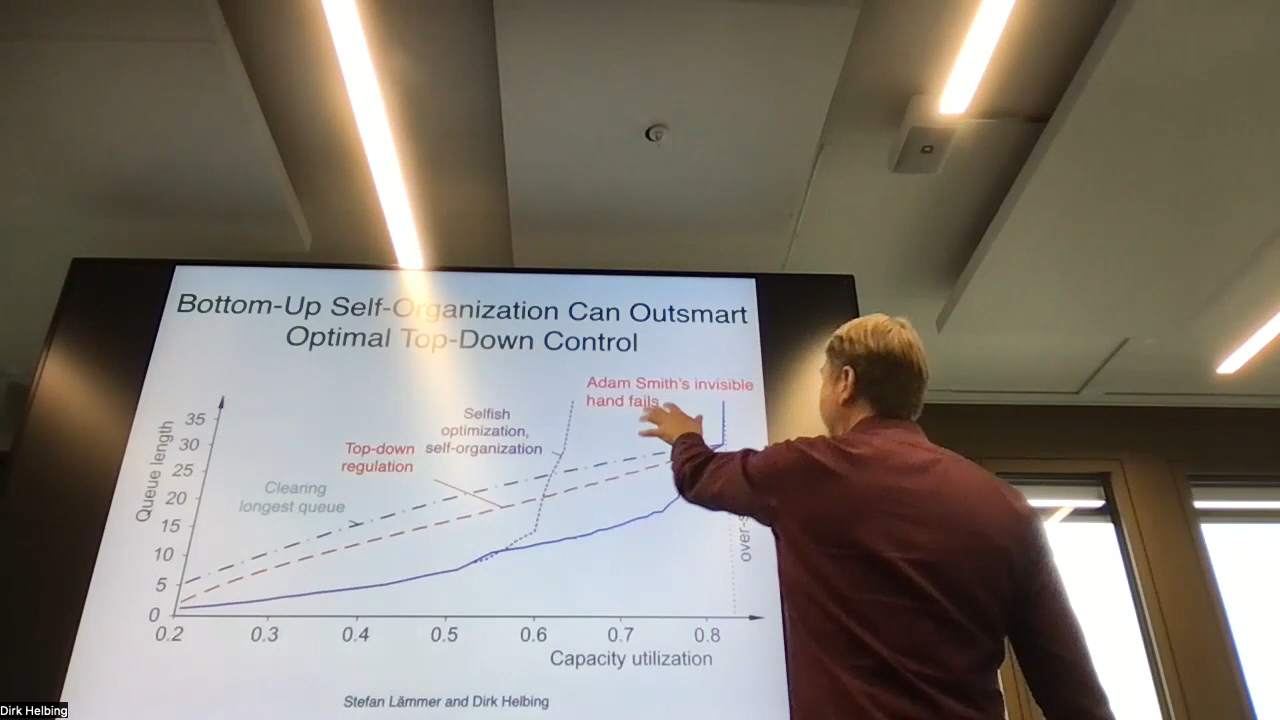 Bottom-Up Self-Organization Can Outsmart
Optimal Top-Down Control
Adam Smith's invisible
hand fails
Selfish
optimization,
self-organization
Top-down
regulation
Clearing
longest queue
Queue length
35
30
25
20
15
10
5
0
0.2 0.3 0.4 0.5 0.6 0.7 0.8
Capacity utilization
Stefan Lämmer and Dirk Helbing
Dirk Helbing